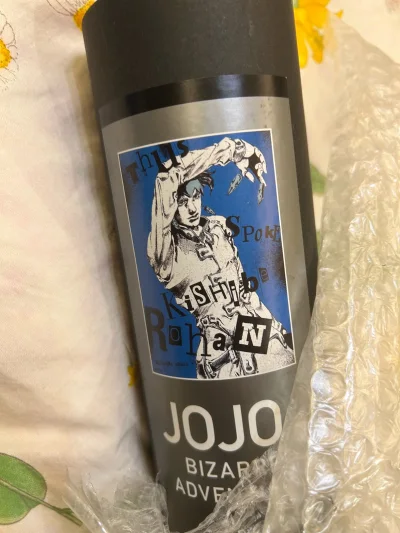 Thus
Spoke
Kishibe
RohaN
JOJO
BIZARR
ADVEN